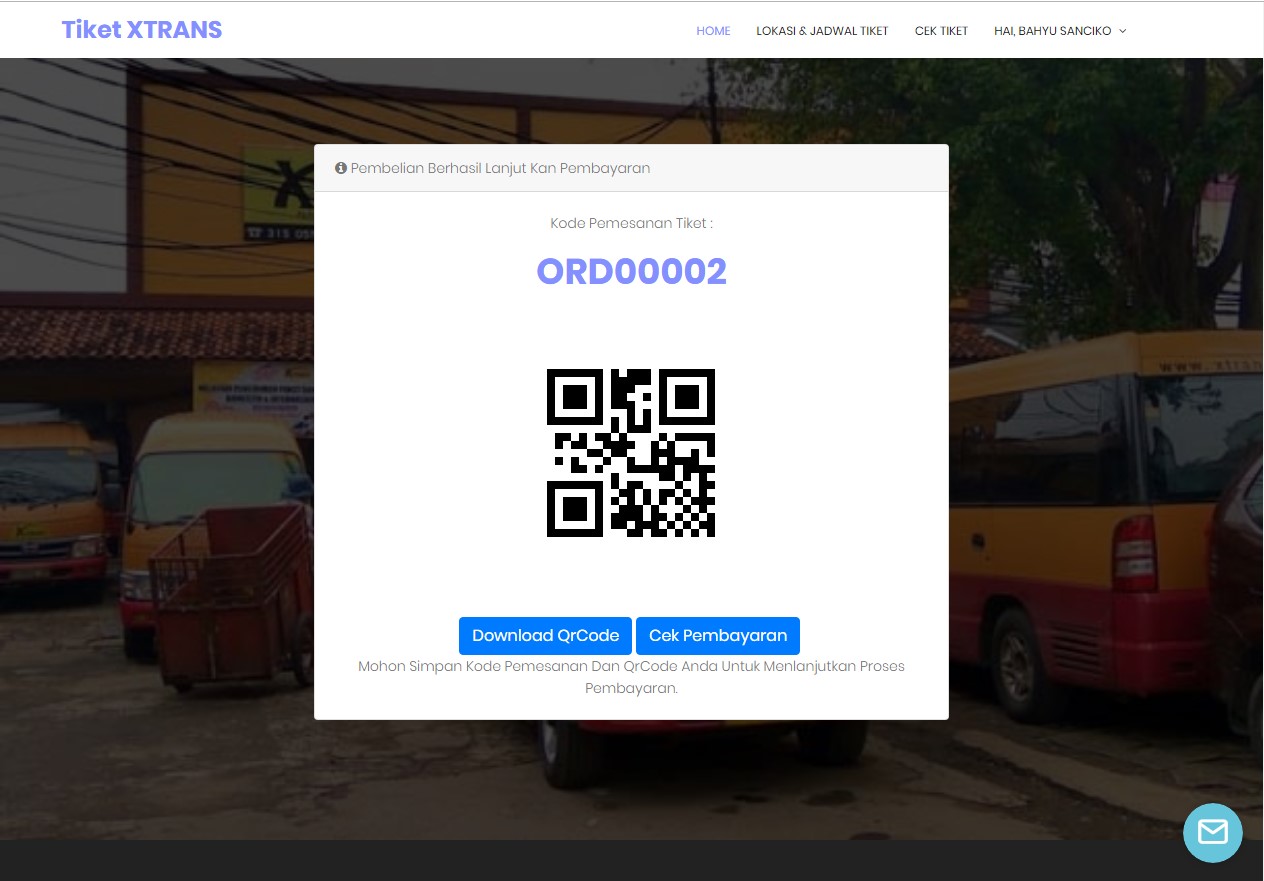 Tiket XTRANS
HOME
LOKASI & JADWAL TIKET
CEK TIKET
HAI, BAHYU SANCIKO
Pembelian Berhasil Lanjut Kan Pembayaran
Kode Pemesanan Tiket :
ORD00002
Download QrCode
Cek Pembayaran
Mohon Simpan Kode Pemesanan Dan QrCode Anda Untuk Menlanjutkan Proses
Pembayaran.